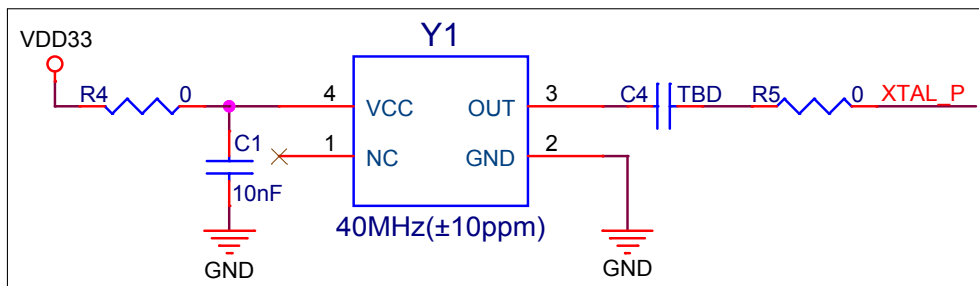 Y1
VDD33
R4 0
4 VCC
OUT 3
C4 TBD
R5 0
XTAL_P
C1
10nF
1 NC
GND 2
40MHz(±10ppm)
GND
GND